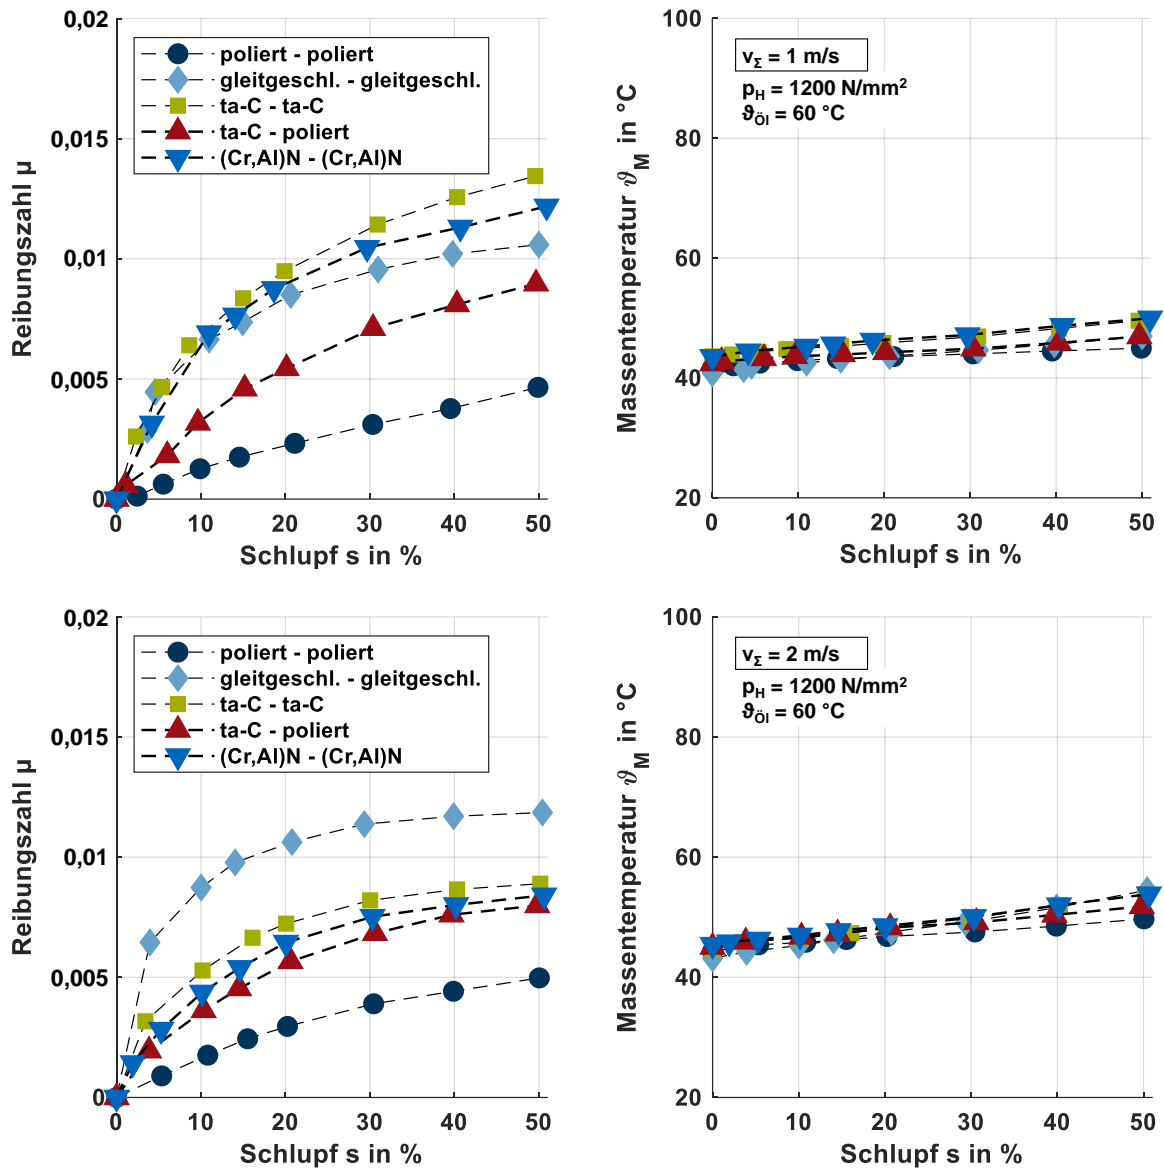 0,02
0,015
0,01
0,005
0
Reibungszahl µ
poliert - poliert
gleitgeschl. - gleitgeschl.
ta-C - ta-C
ta-C - poliert
(Cr,Al)N - (Cr,Al)N
0 10 20 30 40 50
Schlupf s in %
100
80
60
40
20
Massentemperatur ϑM in °C
vΣ = 1 m/s
pH = 1200 N/mm²
ϑÖl = 60 °C
0 10 20 30 40 50
Schlupf s in %
0,02
0,015
0,01
0,005
0
Reibungszahl µ
poliert - poliert
gleitgeschl. - gleitgeschl.
ta-C - ta-C
ta-C - poliert
(Cr,Al)N - (Cr,Al)N
0 10 20 30 40 50
Schlupf s in %
100
80
60
40
20
Massentemperatur ϑM in °C
vΣ = 2 m/s
pH = 1200 N/mm²
ϑÖl = 60 °C
0 10 20 30 40 50
Schlupf s in %